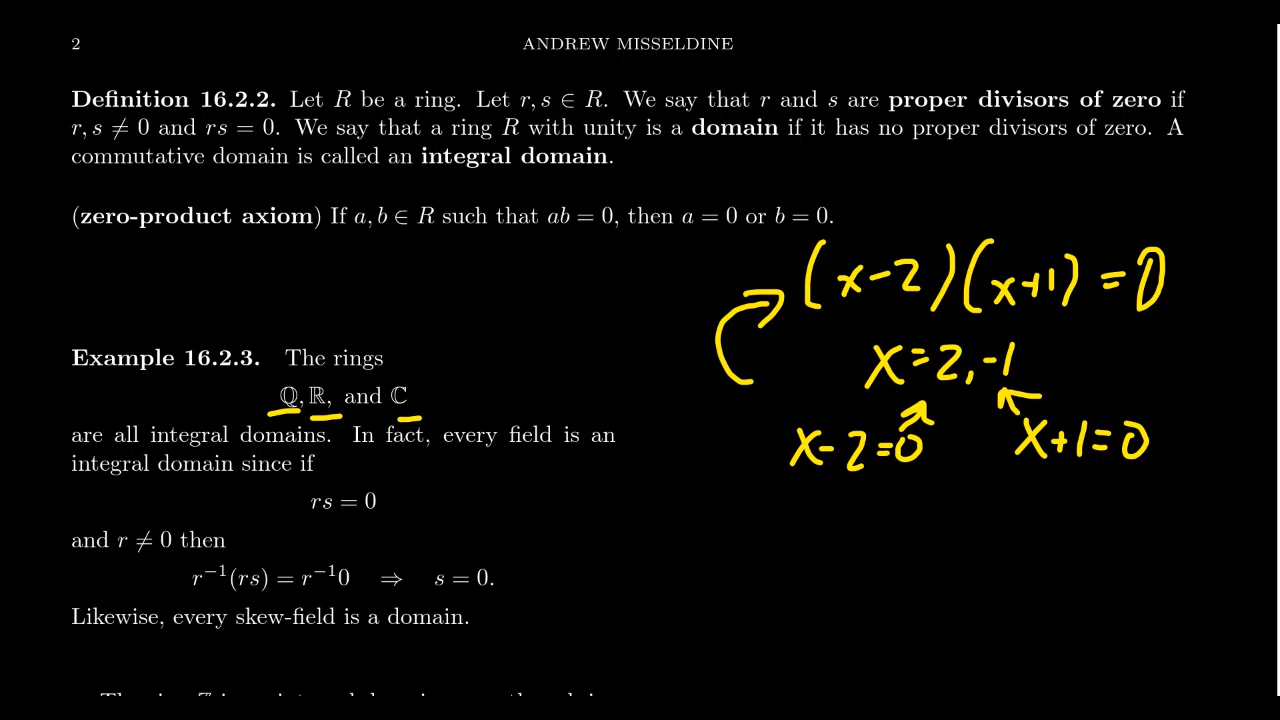 2 ANDREW MISSELDINE
Definition 16.2.2. Let R be a ring. Let r, s ∈ R. We say that r and s are proper divisors of zero if
r, s ≠ 0 and rs = 0. We say that a ring R with unity is a domain if it has no proper divisors of zero. A
commutative domain is called an integral domain.
(zero-product axiom) If a, b ∈ R such that ab = 0, then a = 0 or b = 0.
(x-2)(x+1) = 0
x = 2, -1
x-2=0 x+1=0
Example 16.2.3. The rings
ℚ, ℝ, and ℂ
are all integral domains. In fact, every field is an
integral domain since if
rs = 0
and r ≠ 0 then
r⁻¹(rs) = r⁻¹0 ⇒ s = 0.
Likewise, every skew-field is a domain.